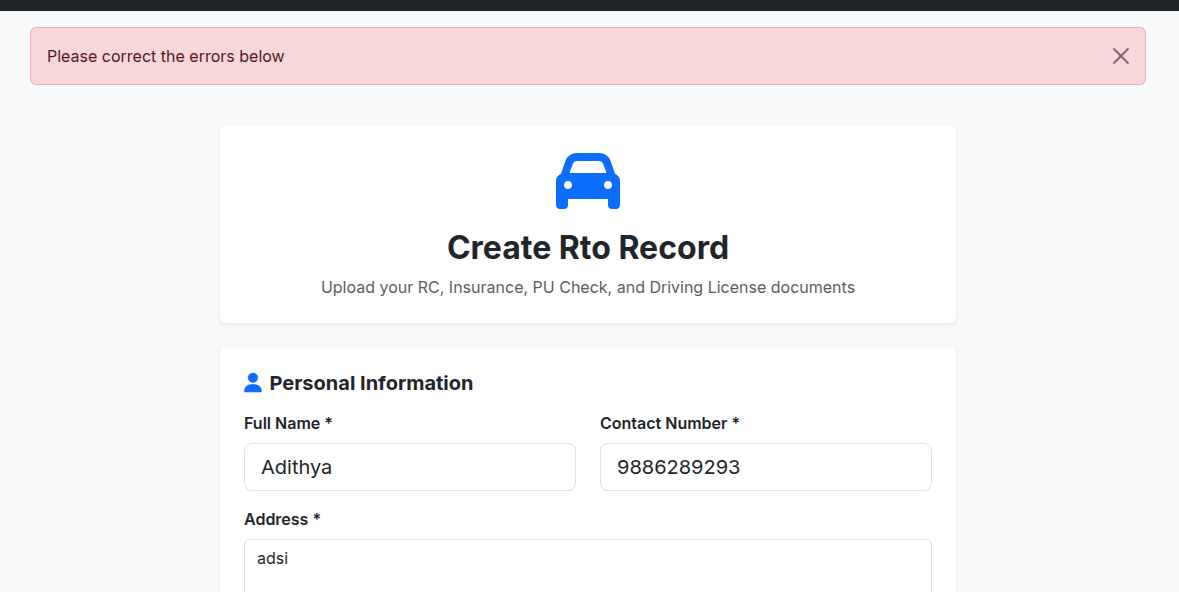 Please correct the errors below
Create Rto Record
Upload your RC, Insurance, PU Check, and Driving License documents
Personal Information
Full Name *
Contact Number *
Adithya
9886289293
Address *
adsi